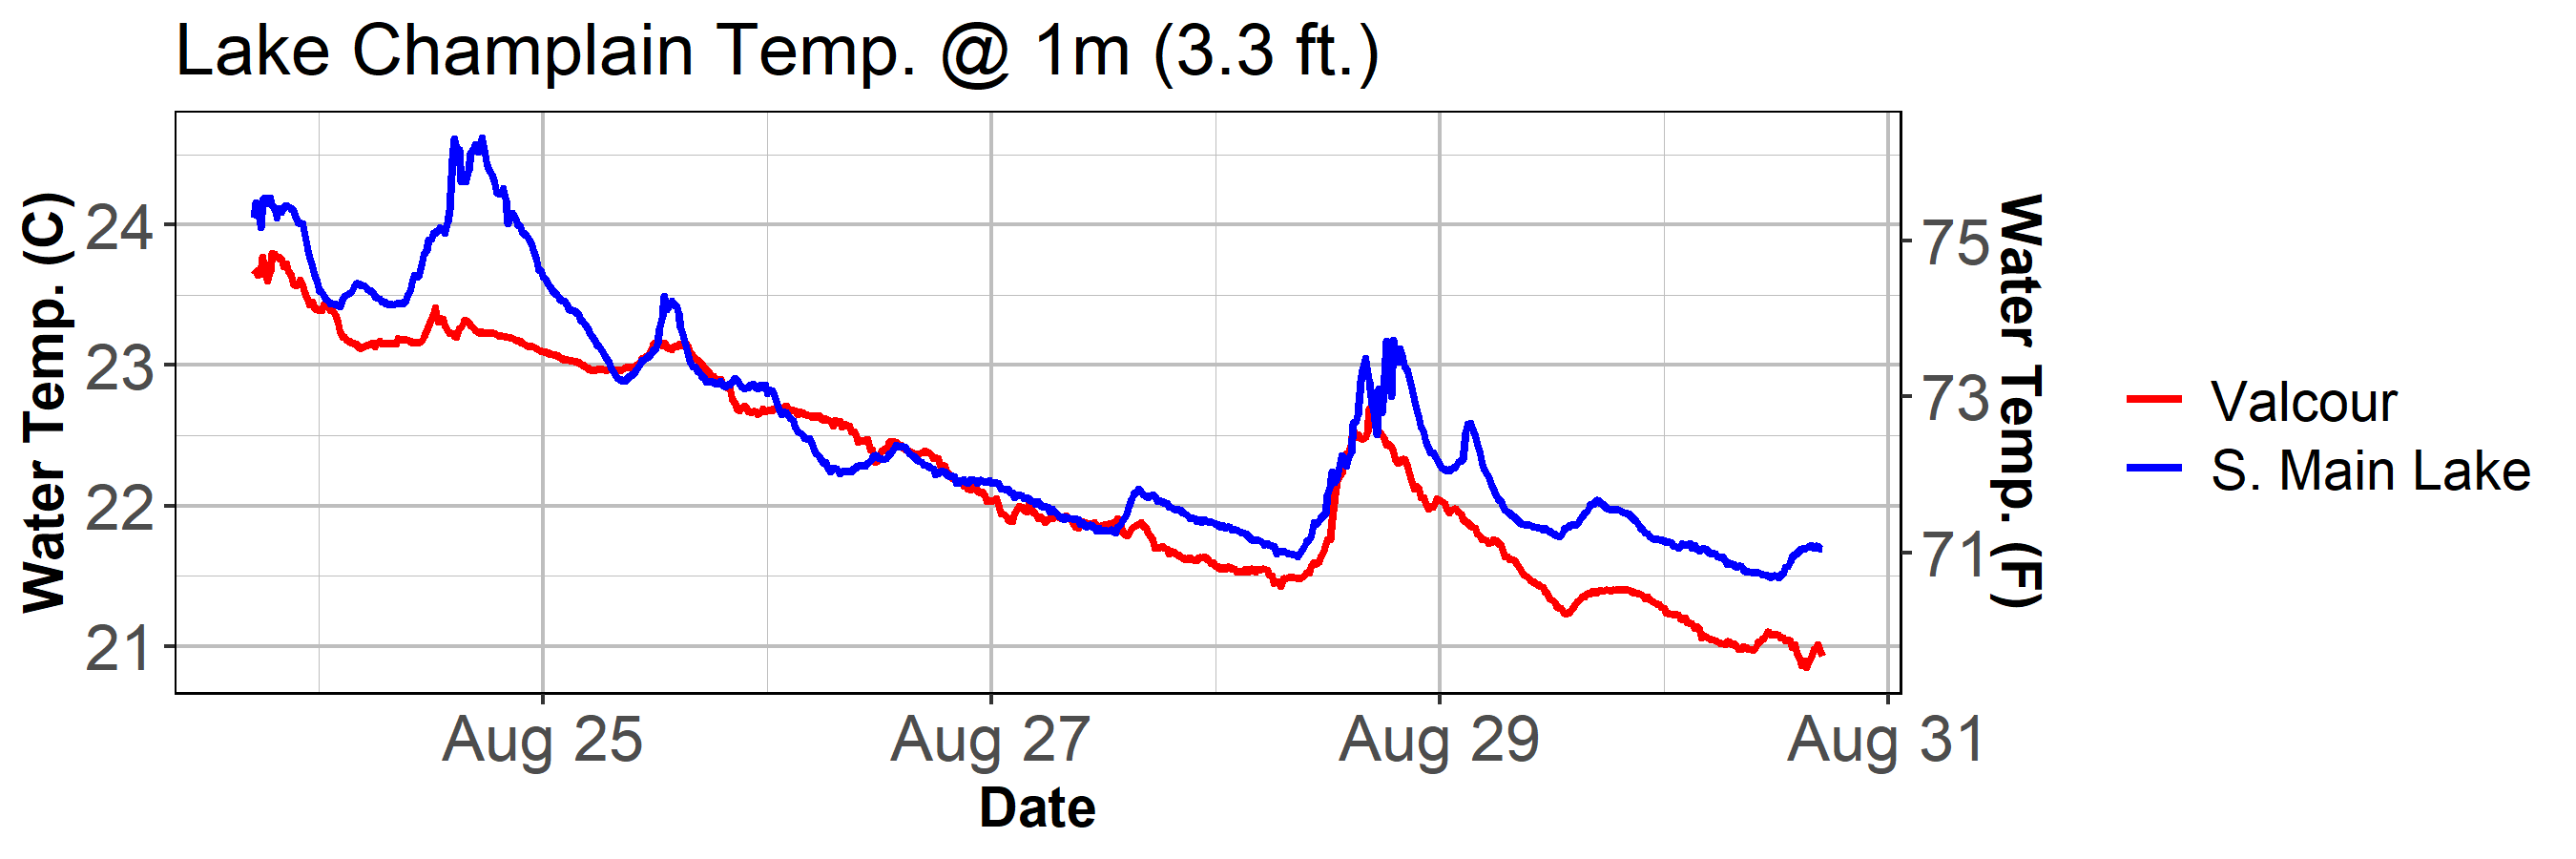 Lake Champlain Temp. @ 1m (3.3 ft.)
Water Temp. (C)
24
23
22
21
75
73
71
Water Temp. (F)
Aug 25
Aug 27
Aug 29
Aug 31
Date
Valcour
S. Main Lake